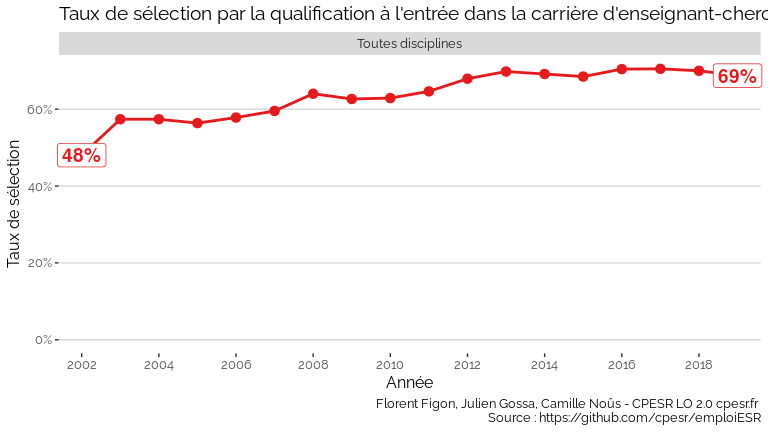 Taux de sélection par la qualification à l'entrée dans la carrière d'enseignant-cherc
Toutes disciplines
69%
60%
48%
40%
20%
0%
Taux de sélection
2002 2004 2006 2008 2010 2012 2014 2016 2018
Année
Florent Figon, Julien Gossa, Camille Noûs - CPESR LO 2.0 cpesr.fr
Source : https://github.com/cpesr/emploiESR